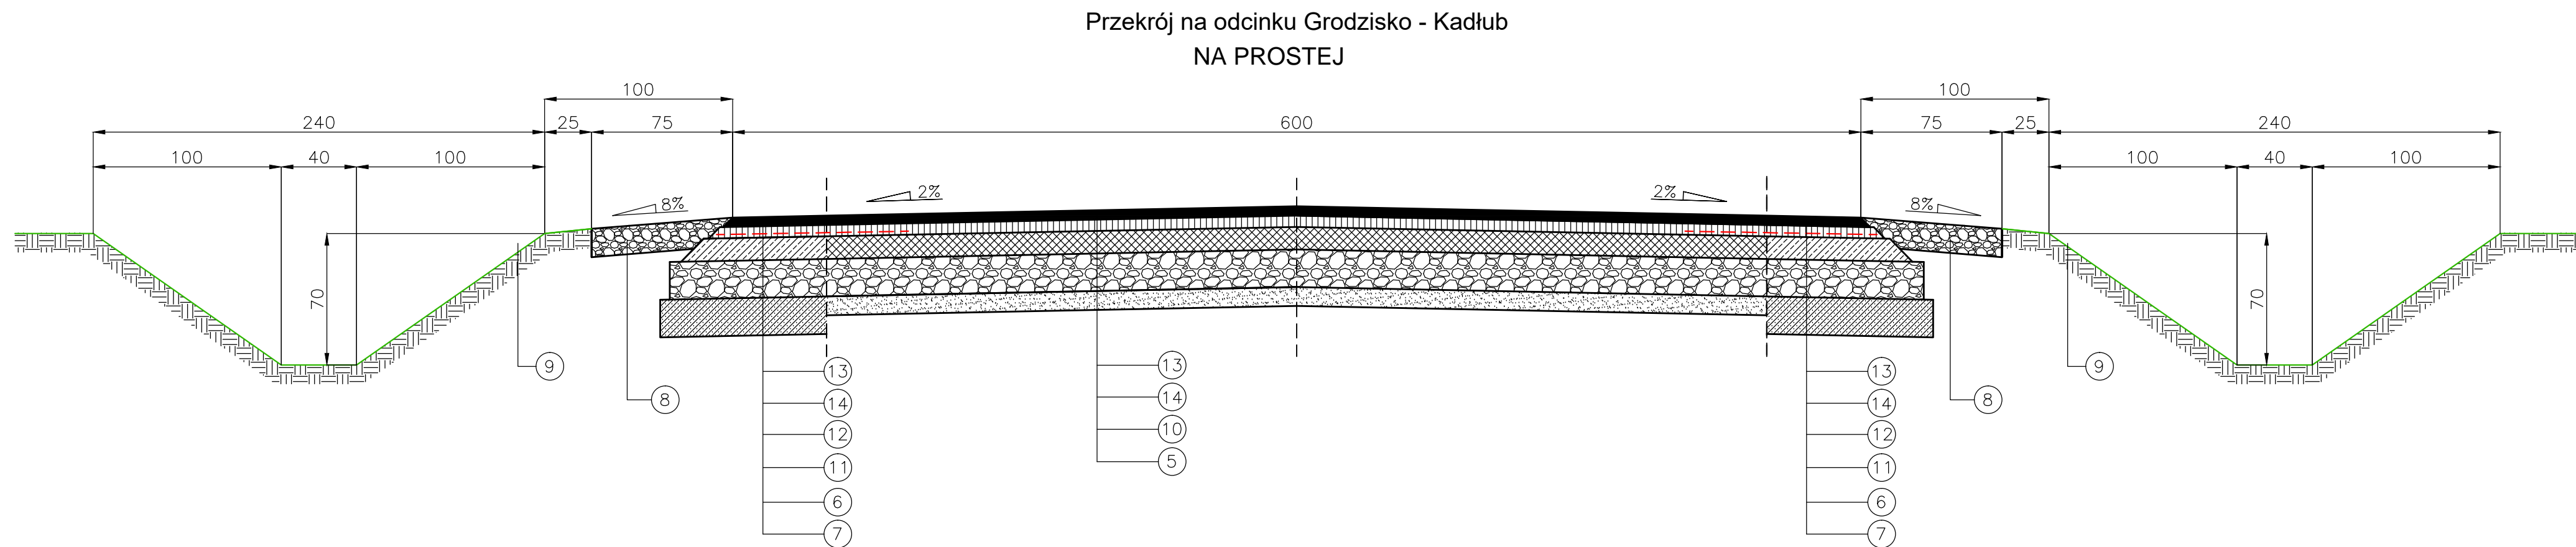 Przekrój na odcinku Grodzisko - Kadłub
NA PROSTEJ
100 100
240 25 75 600 75 25 240
100 40 100 100 40 100
8% 2% 2% 8%
70 70
9 13 13 13 9
8 14 14 14 8
12 10 12
11 5 11
6 6
7 7